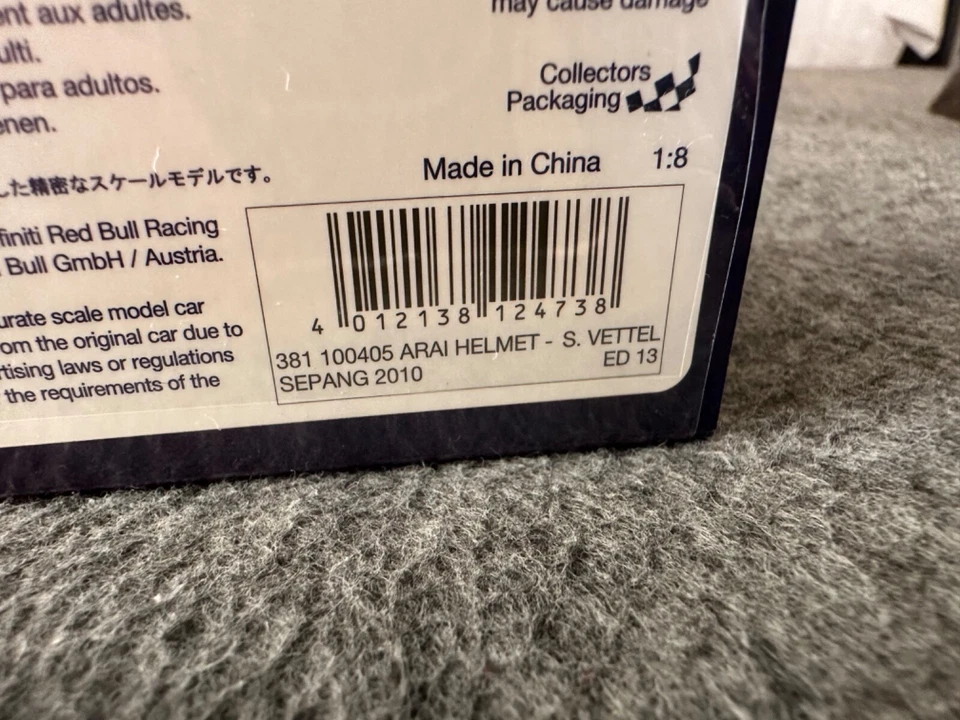 ent aux adultes.
ulti.
para adultos.
enen.
may cause damage
Collectors
Packaging
した精密なスケールモデルです。
Made in China 1:8
finiti Red Bull Racing
Bull GmbH / Austria.
urate scale model car
om the original car due to
rtising laws or regulations
the requirements of the
4 012138 124738
381 100405 ARAI HELMET - S. VETTEL
SEPANG 2010 ED 13